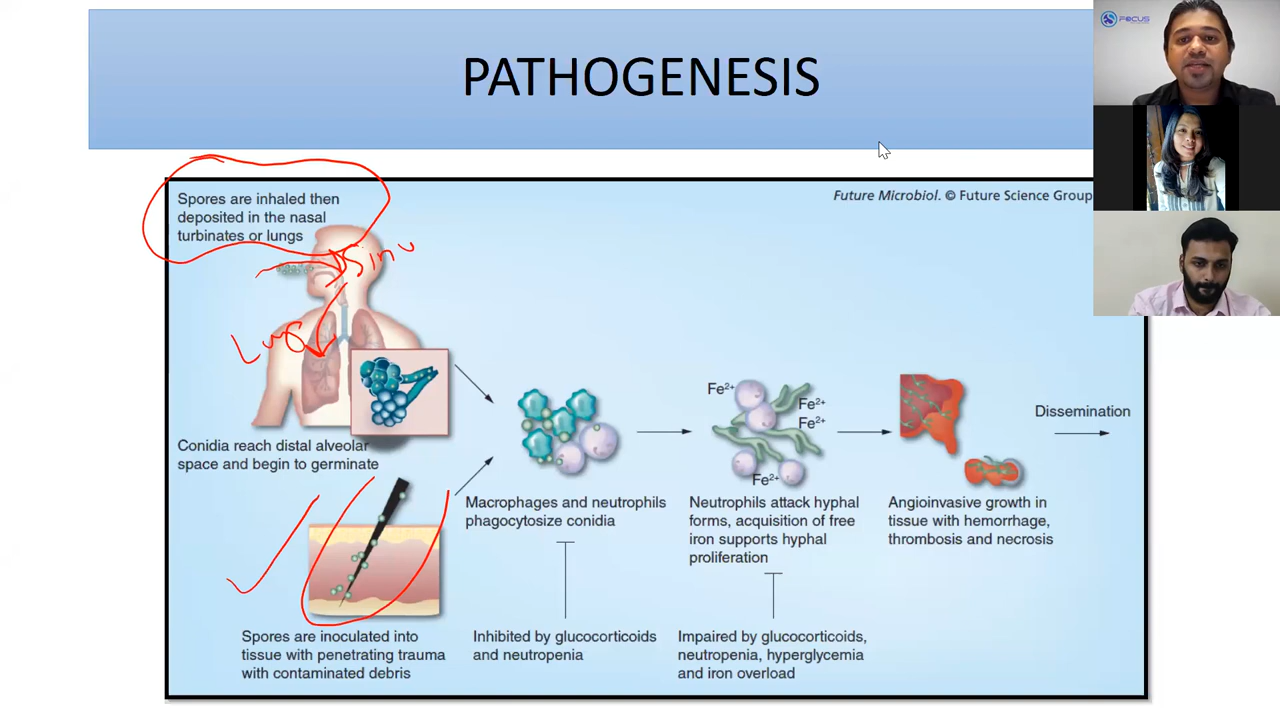 FOCUS
PATHOGENESIS
Spores are inhaled then
deposited in the nasal
turbinates or lungs
Future Microbiol. © Future Science Group
Sinu
Lung
Conidia reach distal alveolar
space and begin to germinate
Fe²⁺
Fe²⁺
Fe²⁺
Fe²⁺
Dissemination
Macrophages and neutrophils
phagocytosize conidia
Neutrophils attack hyphal
forms, acquisition of free
iron supports hyphal
proliferation
Angioinvasive growth in
tissue with hemorrhage,
thrombosis and necrosis
Spores are inoculated into
tissue with penetrating trauma
with contaminated debris
Inhibited by glucocorticoids
and neutropenia
Impaired by glucocorticoids,
neutropenia, hyperglycemia
and iron overload